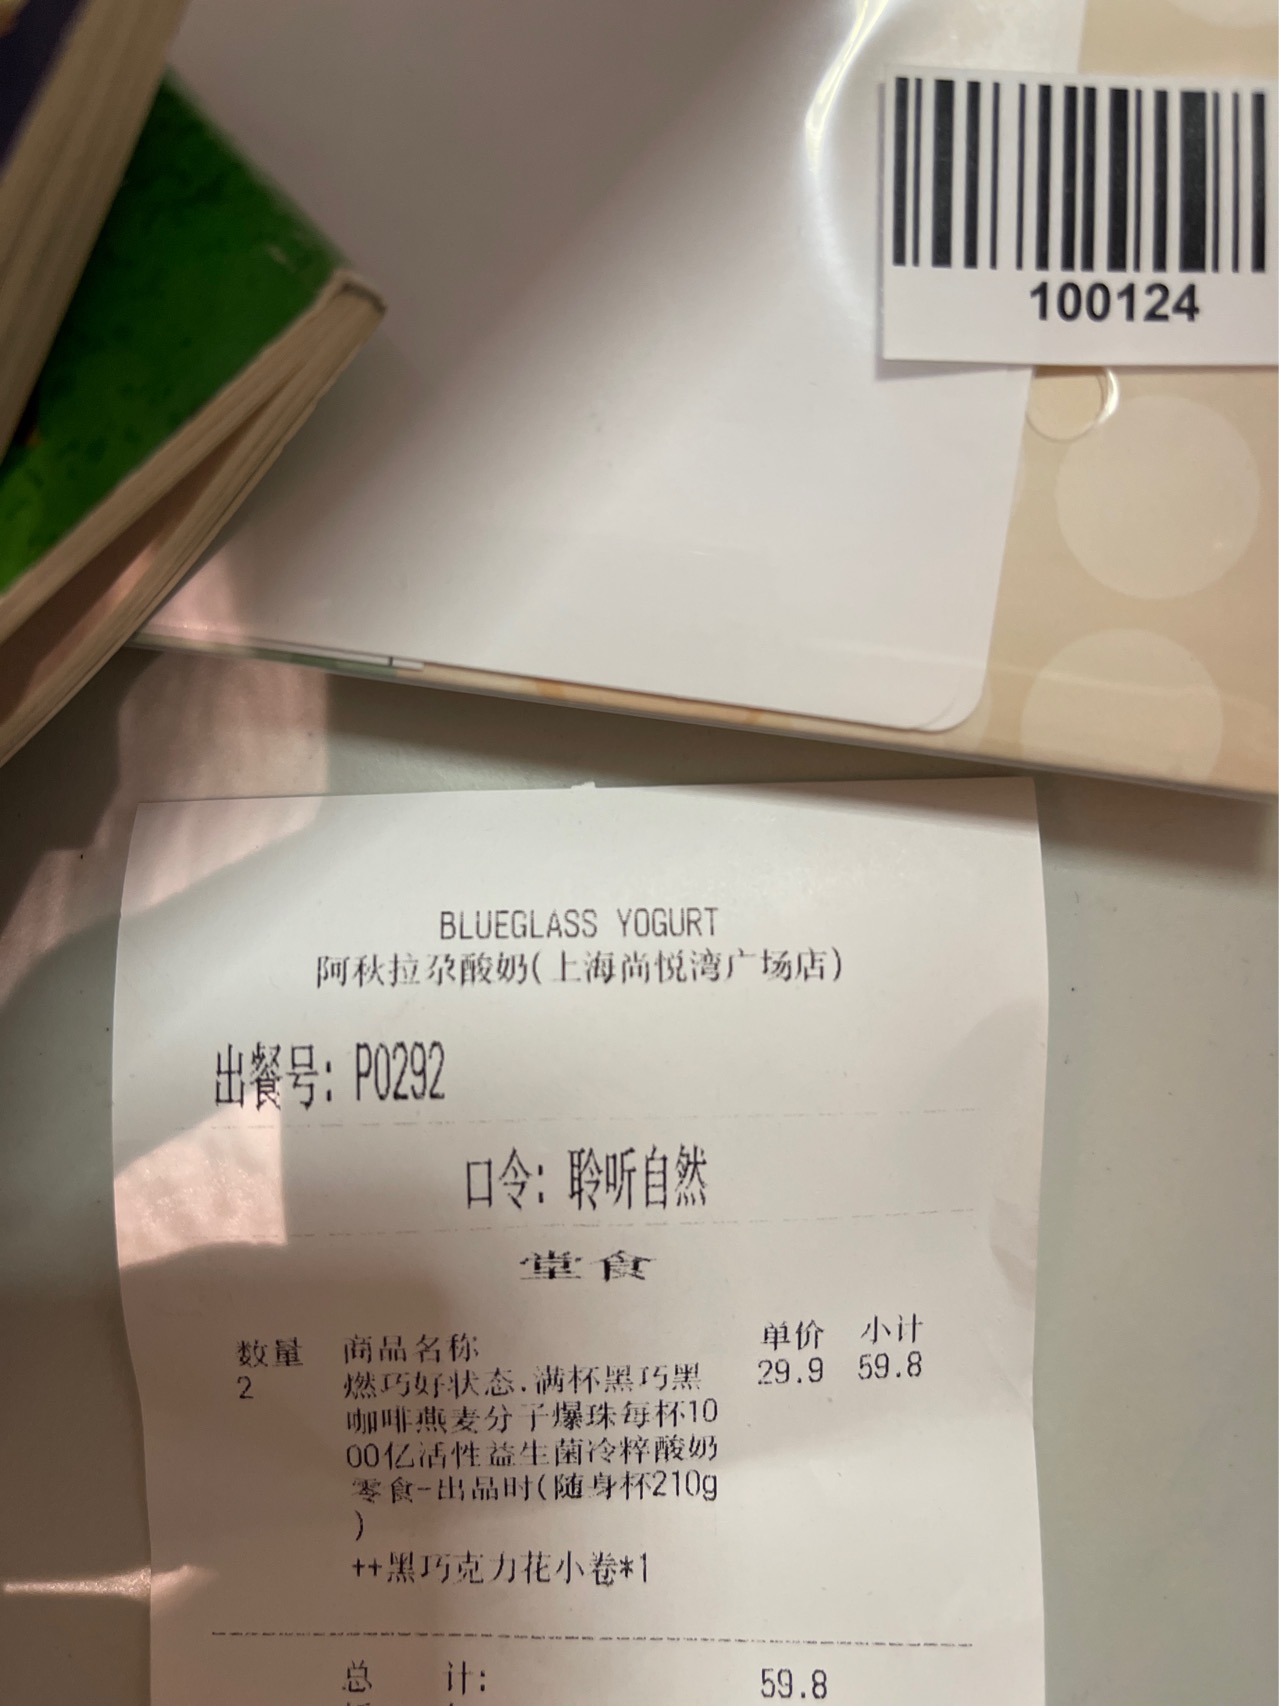 100124
BLUEGLASS YOGURT
阿秋拉尕酸奶(上海尚悦湾广场店)
出餐号: P0292
口令: 聆听自然
堂食
数量 商品名称 单价 小计
2 燃巧好状态.满杯黑巧黑 29.9 59.8
咖啡燕麦分子爆珠每杯10
00亿活性益生菌冷粹酸奶
零食-出品时(随身杯210g
)
++黑巧克力花小卷*1
总 计: 59.8